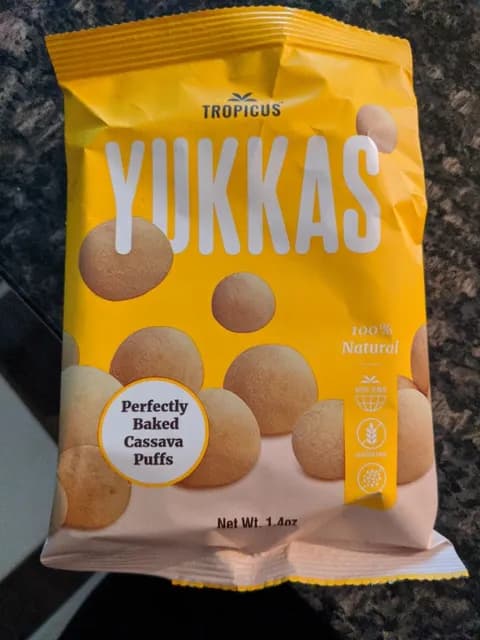 TROPICUS
YUKKAS
100%
Natural
Perfectly
Baked
Cassava
Puffs
Net Wt. 1.4oz